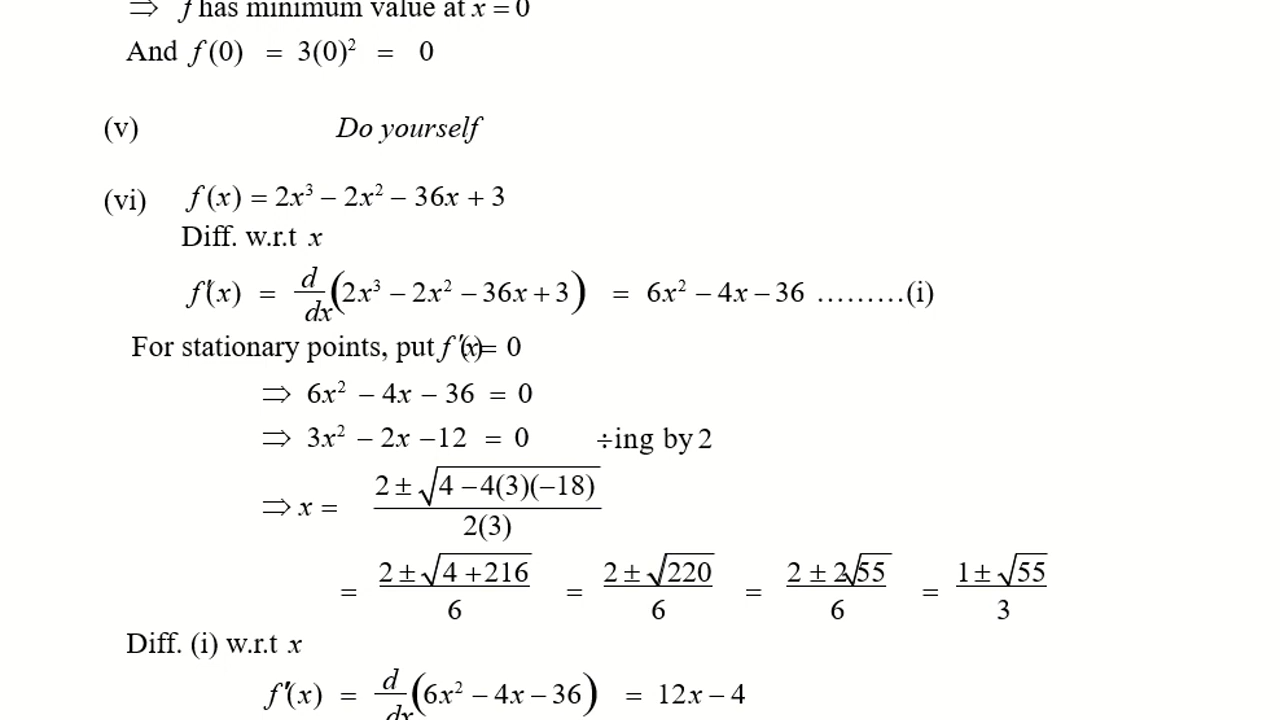 ⇒ f has minimum value at x = 0
And f(0) = 3(0)² = 0
(v) Do yourself
(vi) f(x) = 2x³ − 2x² − 36x + 3
Diff. w.r.t x
f′(x) = d/dx (2x³ − 2x² − 36x + 3) = 6x² − 4x − 36 .........(i)
For stationary points, put f′(x) = 0
⇒ 6x² − 4x − 36 = 0
⇒ 3x² − 2x − 12 = 0 ÷ing by 2
⇒ x = (2 ± √(4 − 4(3)(−18))) / 2(3)
= (2 ± √(4 + 216)) / 6 = (2 ± √220) / 6 = (2 ± 2√55) / 6 = (1 ± √55) / 3
Diff. (i) w.r.t x
f″(x) = d/dx (6x² − 4x − 36) = 12x − 4